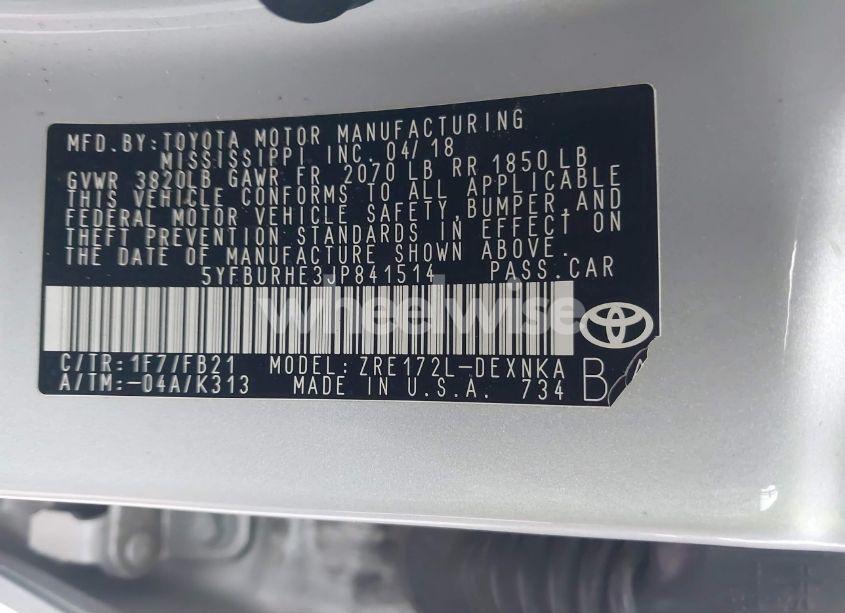 MFD.BY:TOYOTA MOTOR MANUFACTURING
MISSISSIPPI INC. 04/18
GVWR 3820LB GAWR FR 2070 LB RR 1850 LB
THIS VEHICLE CONFORMS TO ALL APPLICABLE
FEDERAL MOTOR VEHICLE SAFETY,BUMPER,AND
THEFT PREVENTION STANDARDS IN EFFECT ON
THE DATE OF MANUFACTURE SHOWN ABOVE.
5YFBURHE3JP841514 PASS.CAR
wheelwise
C/TR:1F7/FB21 MODEL:ZRE172L-DEXNKA
A/TM:-04A/K313 MADE IN U.S.A. 734 B